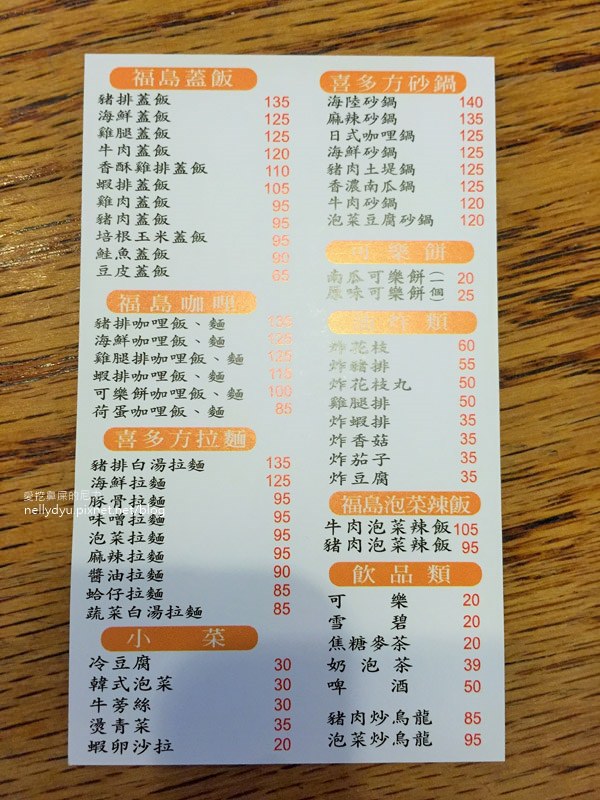 福島蓋飯
豬排蓋飯 135
海鮮蓋飯 125
雞腿蓋飯 125
牛肉蓋飯 120
香酥雞排蓋飯 110
蝦排蓋飯 105
雞肉蓋飯 95
豬肉蓋飯 95
培根玉米蓋飯 95
鮭魚蓋飯 90
豆皮蓋飯 65
福島咖哩
豬排咖哩飯、麵 135
海鮮咖哩飯、麵 125
雞腿排咖哩飯、麵 125
蝦排咖哩飯、麵 115
可樂餅咖哩飯、麵 100
荷蛋咖哩飯、麵 85
喜多方拉麵
豬排白湯拉麵 135
海鮮拉麵 125
豚骨拉麵 95
味噌拉麵 95
泡菜拉麵 95
麻辣拉麵 95
醬油拉麵 90
蛤仔拉麵 85
蔬菜白湯拉麵 85
小菜
冷豆腐 30
韓式泡菜 30
牛蒡絲 30
燙青菜 35
蝦卵沙拉 20
喜多方砂鍋
海陸砂鍋 140
麻辣砂鍋 135
日式咖哩鍋 125
海鮮砂鍋 125
豬肉土堤鍋 125
香濃南瓜鍋 125
牛肉砂鍋 120
泡菜豆腐砂鍋 120
可樂餅
南瓜可樂餅(一 20
原味可樂餅個) 25
炸類
炸花枝 60
炸豬排 55
炸花枝丸 50
雞腿排 50
炸蝦排 35
炸香菇 35
炸茄子 35
炸豆腐 35
福島泡菜辣飯
牛肉泡菜辣飯 105
豬肉泡菜辣飯 95
飲品類
可樂 20
雪碧 20
焦糖麥茶 20
奶泡茶 39
啤酒 50
豬肉炒烏龍 85
泡菜炒烏龍 95
愛挖鼻屎的
nellydyu.pixnet.net/blog